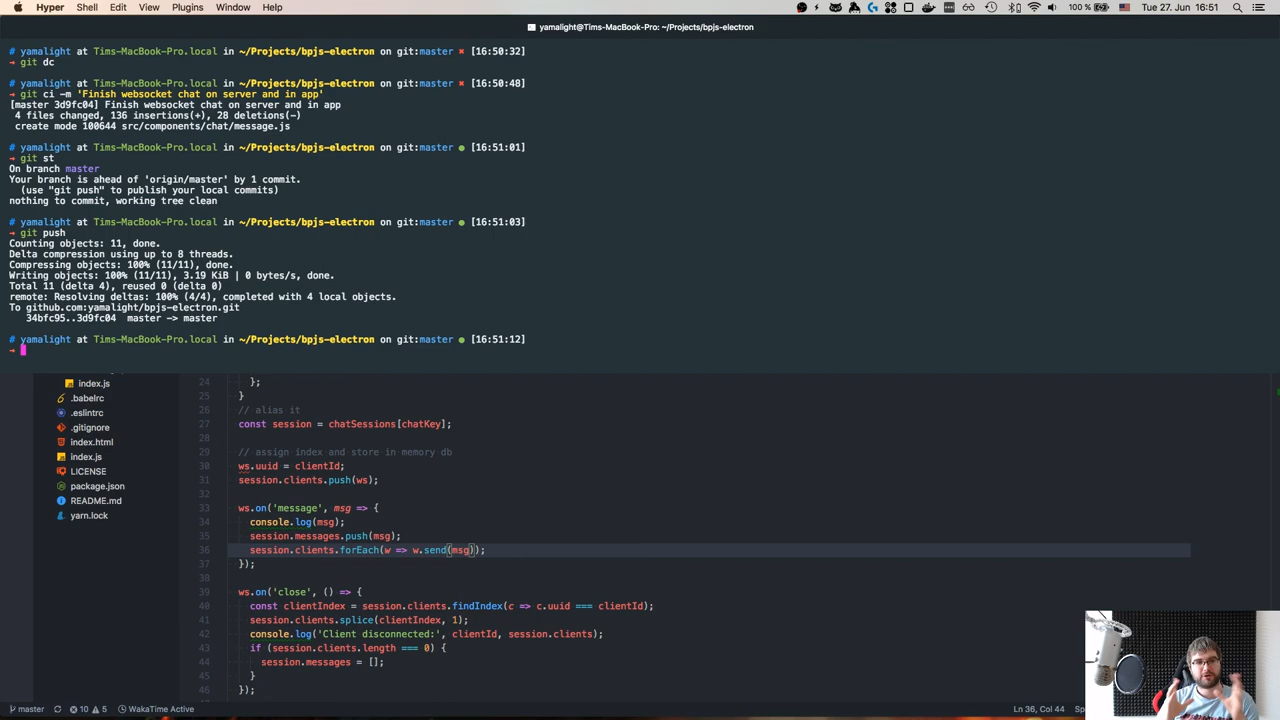 Hyper Shell Edit View Plugins Window Help
100 % Tue 27. Jun 16:51
yamalight@Tims-MacBook-Pro: ~/Projects/bpjs-electron
# yamalight at Tims-MacBook-Pro.local in ~/Projects/bpjs-electron on git:master ✖ [16:50:32]
→ git dc
# yamalight at Tims-MacBook-Pro.local in ~/Projects/bpjs-electron on git:master ✖ [16:50:48]
→ git ci -m 'Finish websocket chat on server and in app'
[master 3d9fc04] Finish websocket chat on server and in app
4 files changed, 136 insertions(+), 28 deletions(-)
create mode 100644 src/components/chat/message.js
# yamalight at Tims-MacBook-Pro.local in ~/Projects/bpjs-electron on git:master ● [16:51:01]
→ git st
On branch master
Your branch is ahead of 'origin/master' by 1 commit.
(use "git push" to publish your local commits)
nothing to commit, working tree clean
# yamalight at Tims-MacBook-Pro.local in ~/Projects/bpjs-electron on git:master ● [16:51:03]
→ git push
Counting objects: 11, done.
Delta compression using up to 8 threads.
Compressing objects: 100% (11/11), done.
Writing objects: 100% (11/11), 3.19 KiB | 0 bytes/s, done.
Total 11 (delta 4), reused 0 (delta 0)
remote: Resolving deltas: 100% (4/4), completed with 4 local objects.
To github.com:yamalight/bpjs-electron.git
34bfc95..3d9fc04 master -> master
# yamalight at Tims-MacBook-Pro.local in ~/Projects/bpjs-electron on git:master ● [16:51:12]
→
index.js
.babelrc
.eslintrc
.gitignore
index.html
index.js
LICENSE
package.json
README.md
yarn.lock
24 };
25 }
26 // alias it
27 const session = chatSessions[chatKey];
28
29 // assign index and store in memory db
30 ws.uuid = clientId;
31 session.clients.push(ws);
32
33 ws.on('message', msg => {
34 console.log(msg);
35 session.messages.push(msg);
36 session.clients.forEach(w => w.send(msg));
37 });
38
39 ws.on('close', () => {
40 const clientIndex = session.clients.findIndex(c => c.uuid === clientId);
41 session.clients.splice(clientIndex, 1);
42 console.log('Client disconnected:', clientId, session.clients);
43 if (session.clients.length === 0) {
44 session.messages = [];
45 }
46 });
master 10 5 WakaTime Active Ln 36, Col 44